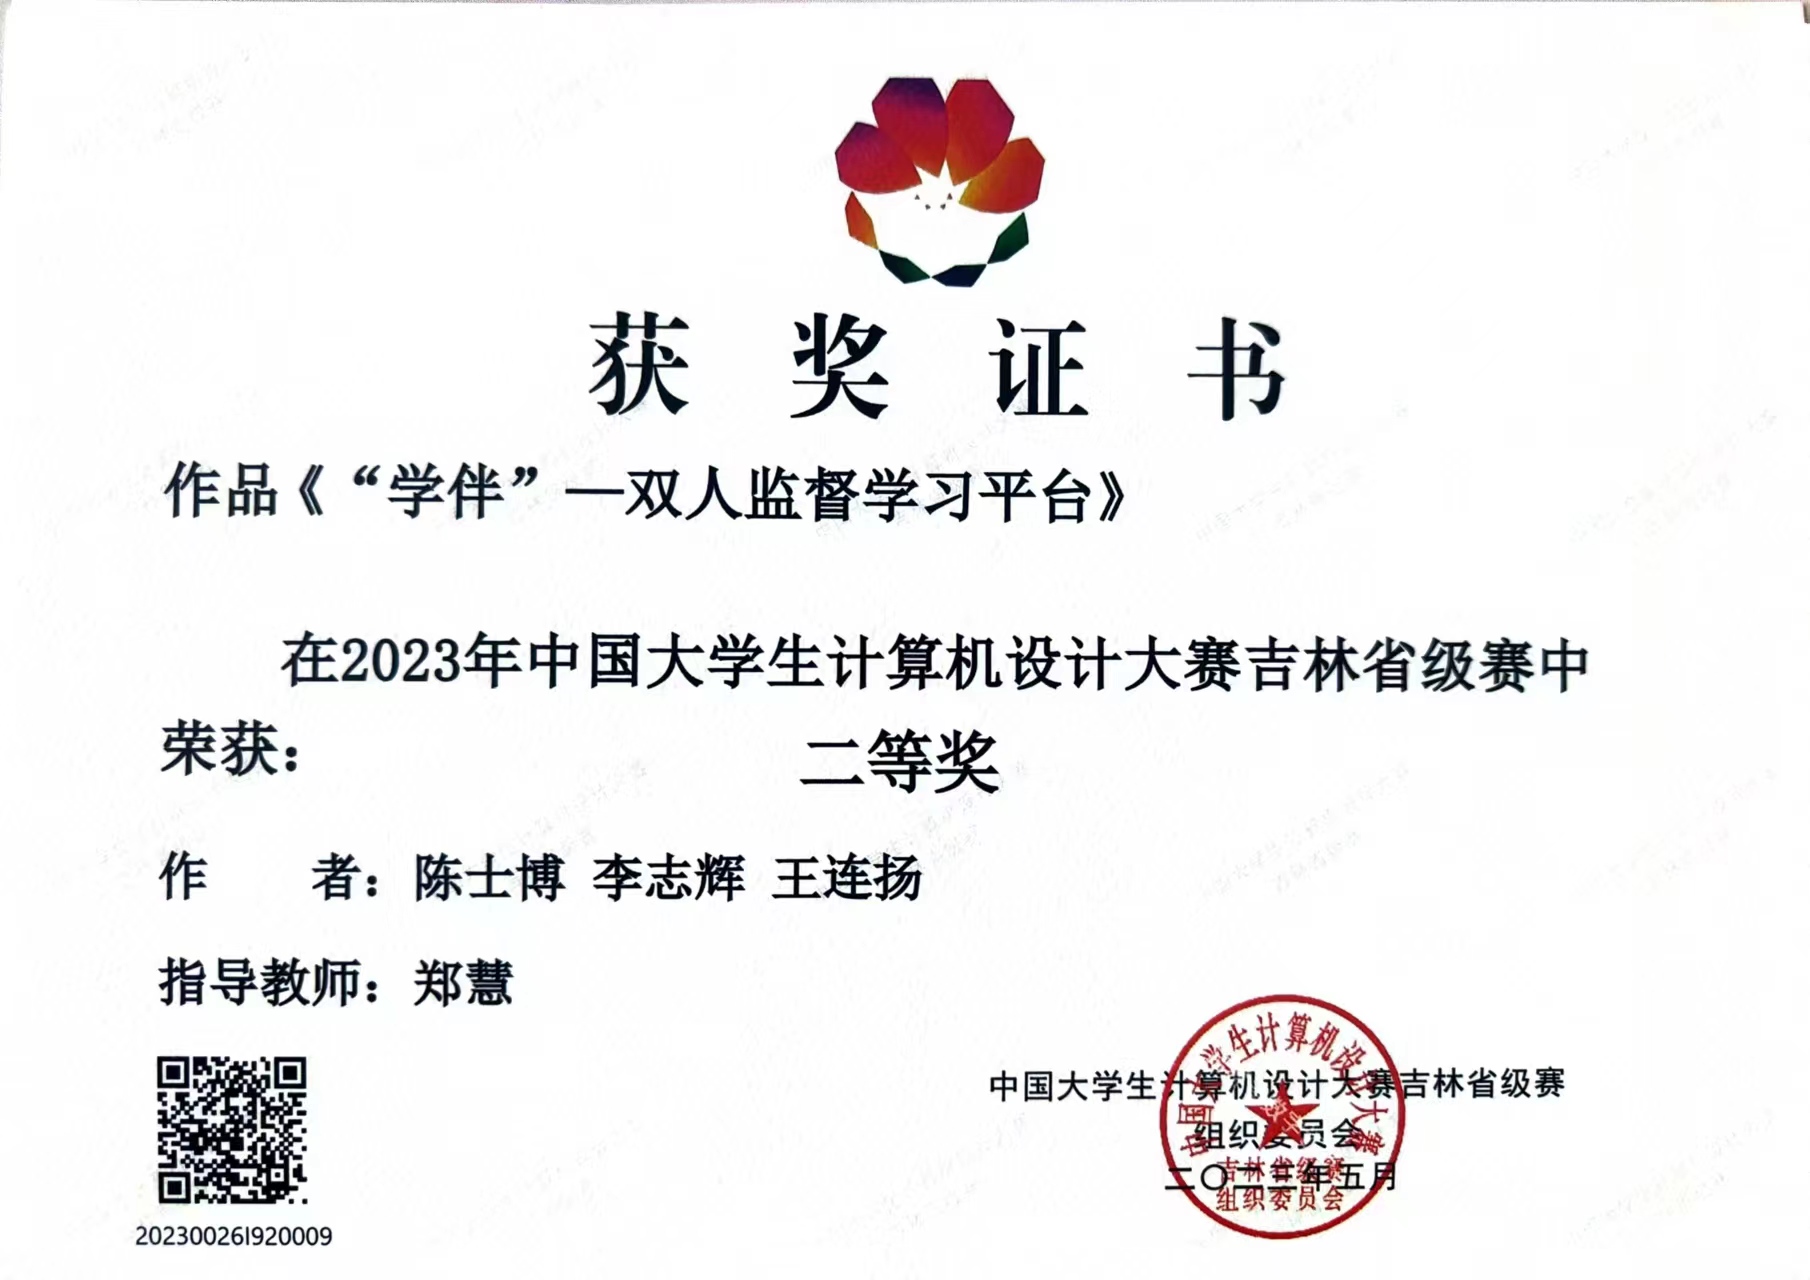 获奖证书
作品《“学伴”—双人监督学习平台》
在2023年中国大学生计算机设计大赛吉林省级赛中
荣获：
二等奖
作 者：陈士博 李志辉 王连扬
指导教师：郑慧
20230026I920009
中国大学生计算机设计大赛吉林省级赛
组织委员会
二〇二三年五月
中国大学生计算机设计大赛
吉林省级赛
组织委员会